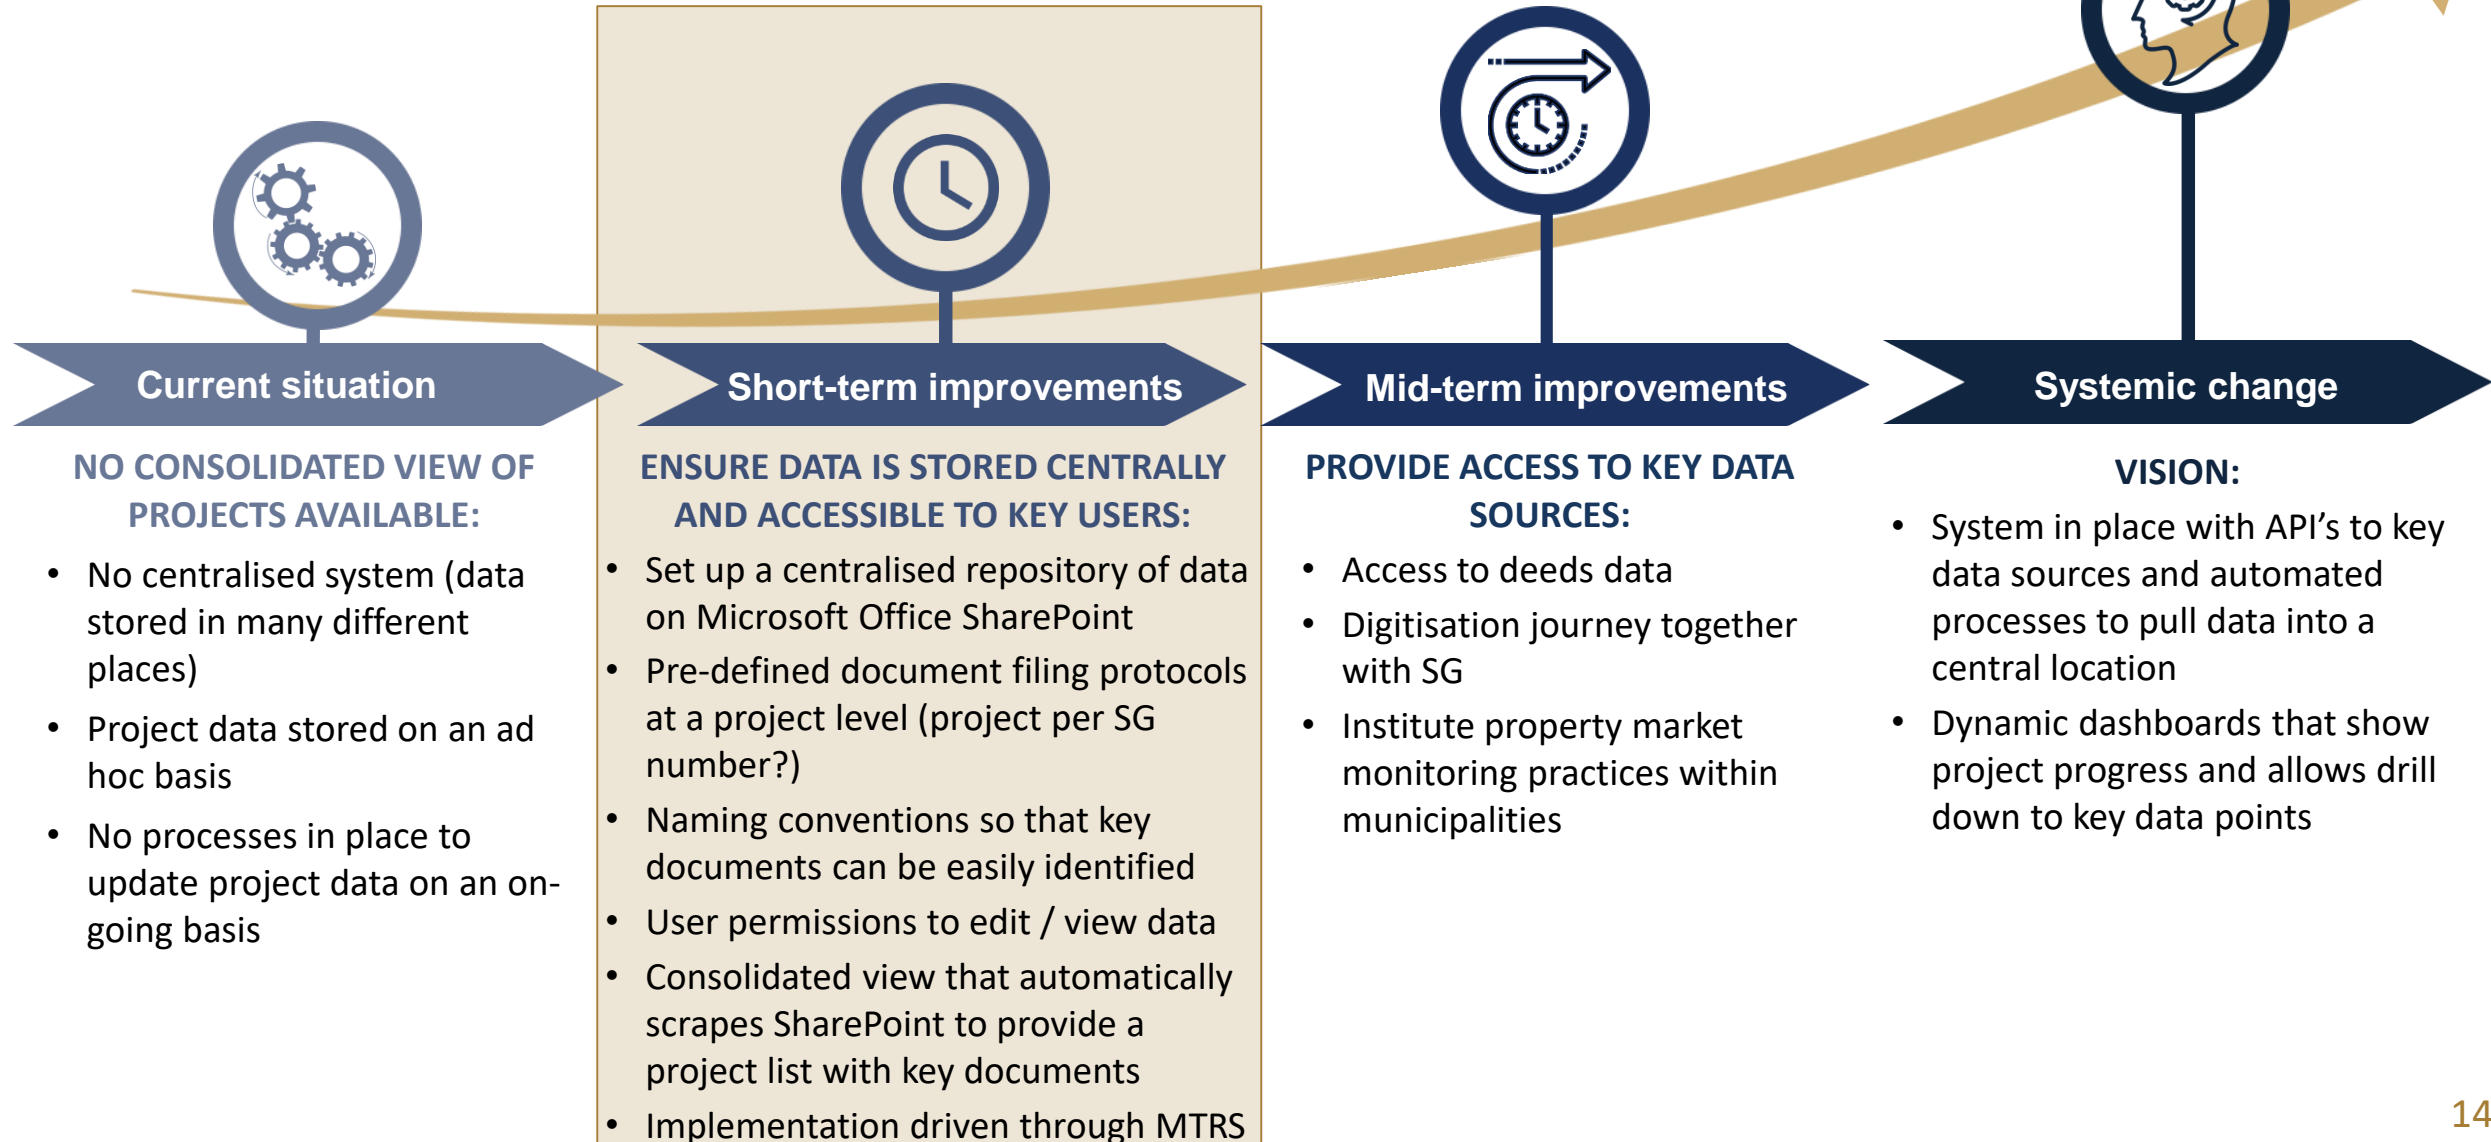 Current situation
NO CONSOLIDATED VIEW OF
PROJECTS AVAILABLE:
• No centralised system (data
stored in many different
places)
• Project data stored on an ad
hoc basis
• No processes in place to
update project data on an on-
going basis
Short-term improvements
ENSURE DATA IS STORED CENTRALLY
AND ACCESSIBLE TO KEY USERS:
• Set up a centralised repository of data
on Microsoft Office SharePoint
• Pre-defined document filing protocols
at a project level (project per SG
number?)
• Naming conventions so that key
documents can be easily identified
• User permissions to edit / view data
• Consolidated view that automatically
scrapes SharePoint to provide a
project list with key documents
• Implementation driven through MTRS
Mid-term improvements
PROVIDE ACCESS TO KEY DATA
SOURCES:
• Access to deeds data
• Digitisation journey together
with SG
• Institute property market
monitoring practices within
municipalities
Systemic change
VISION:
• System in place with API’s to key
data sources and automated
processes to pull data into a
central location
• Dynamic dashboards that show
project progress and allows drill
down to key data points
14